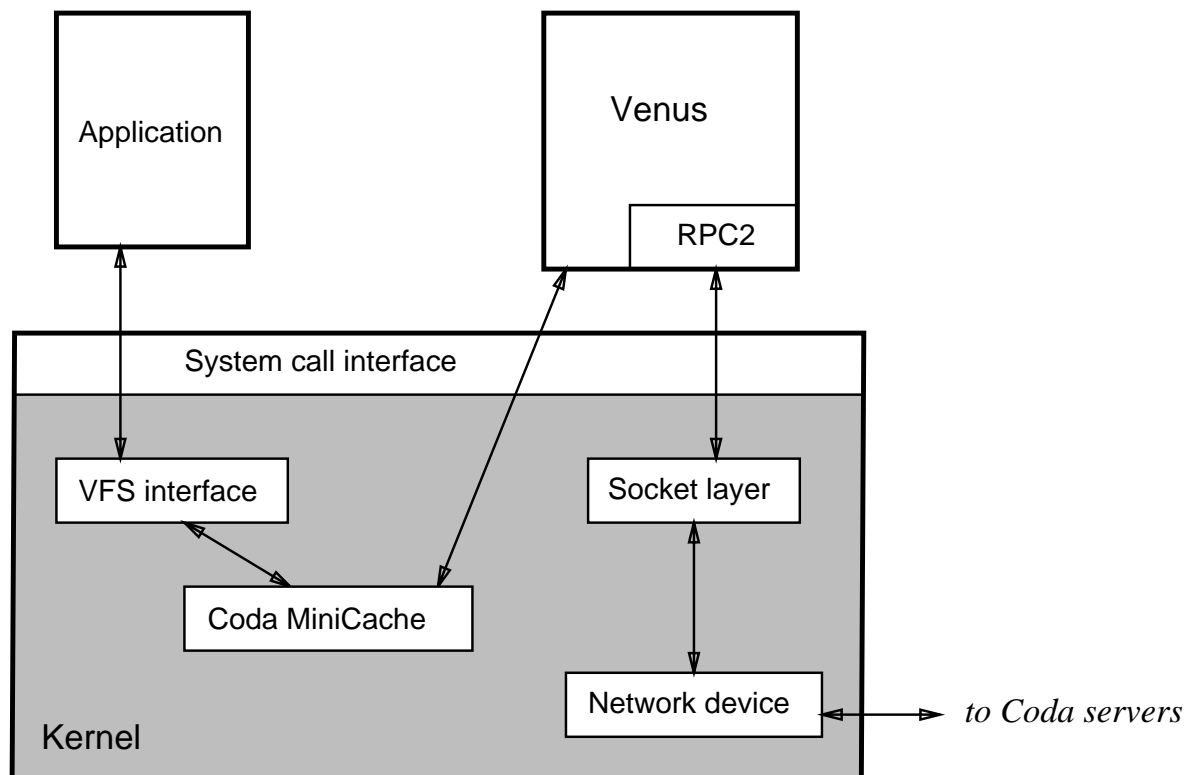 Application
Venus
RPC2
System call interface
VFS interface
Socket layer
Coda MiniCache
Network device
to Coda servers
Kernel